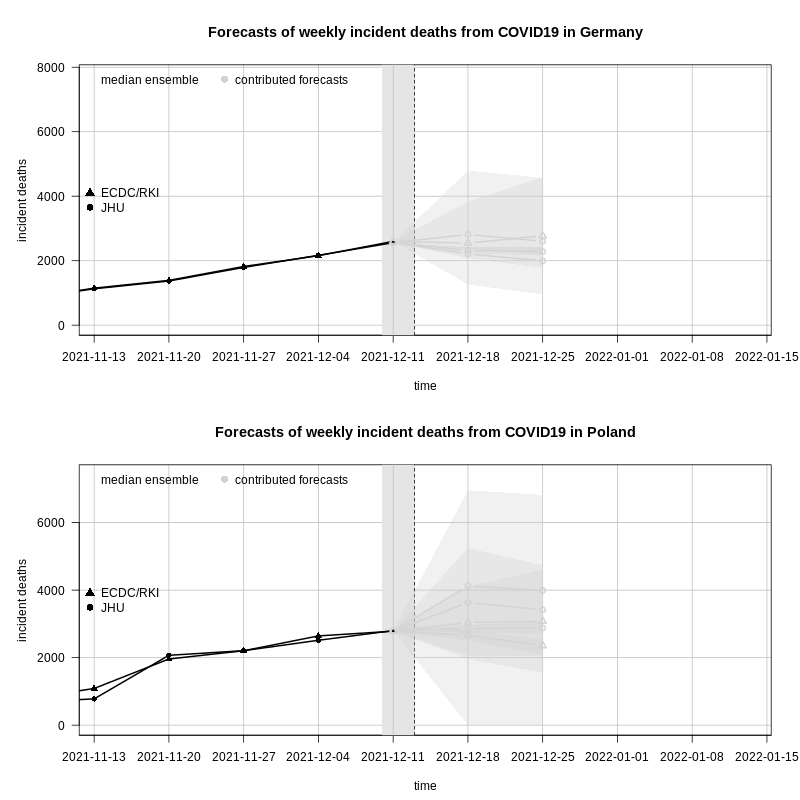 Forecasts of weekly incident deaths from COVID19 in Germany
8000
6000
4000
2000
0
incident deaths
median ensemble
contributed forecasts
ECDC/RKI
JHU
2021-11-13 2021-11-20 2021-11-27 2021-12-04 2021-12-11 2021-12-18 2021-12-25 2022-01-01 2022-01-08 2022-01-15
time
Forecasts of weekly incident deaths from COVID19 in Poland
6000
4000
2000
0
incident deaths
median ensemble
contributed forecasts
ECDC/RKI
JHU
2021-11-13 2021-11-20 2021-11-27 2021-12-04 2021-12-11 2021-12-18 2021-12-25 2022-01-01 2022-01-08 2022-01-15
time